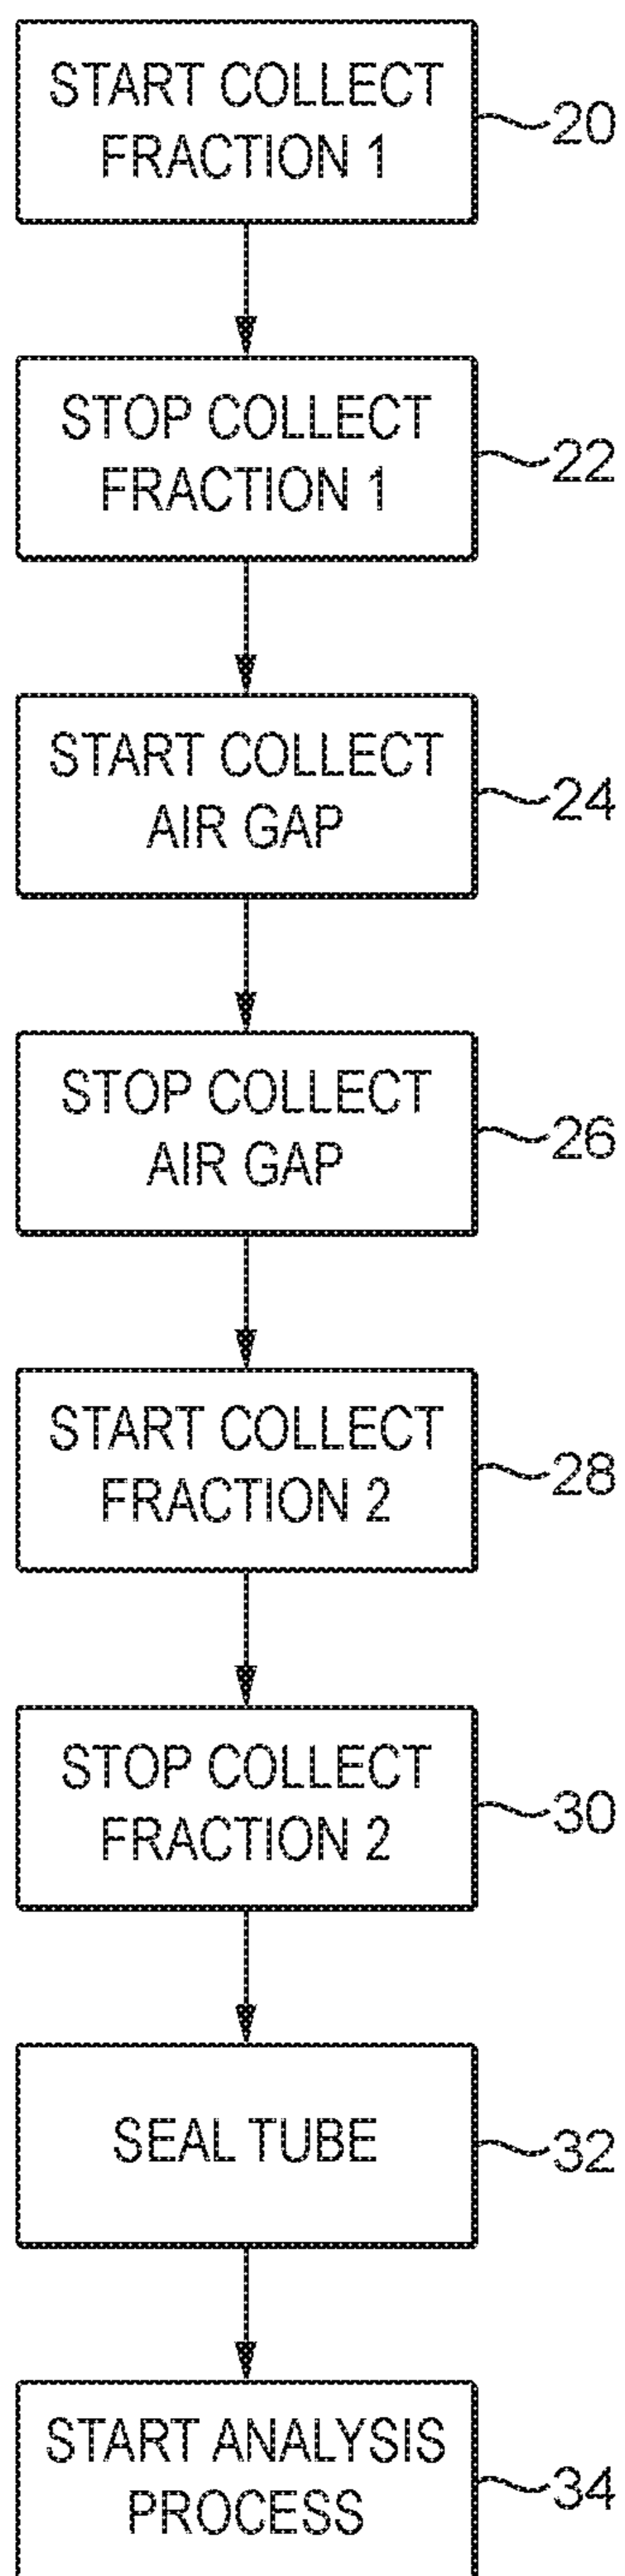 START COLLECT
FRACTION 1
20
STOP COLLECT
FRACTION 1
22
START COLLECT
AIR GAP
24
STOP COLLECT
AIR GAP
26
START COLLECT
FRACTION 2
28
STOP COLLECT
FRACTION 2
30
SEAL TUBE
32
START ANALYSIS
PROCESS
34